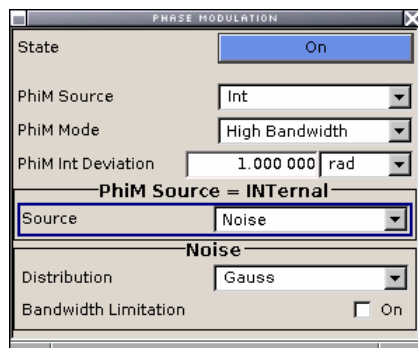 PHASE MODULATION
State On
PhiM Source Int
PhiM Mode High Bandwidth
PhiM Int Deviation 1.000 000 rad
PhiM Source = INTernal
Source Noise
Noise
Distribution Gauss
Bandwidth Limitation On